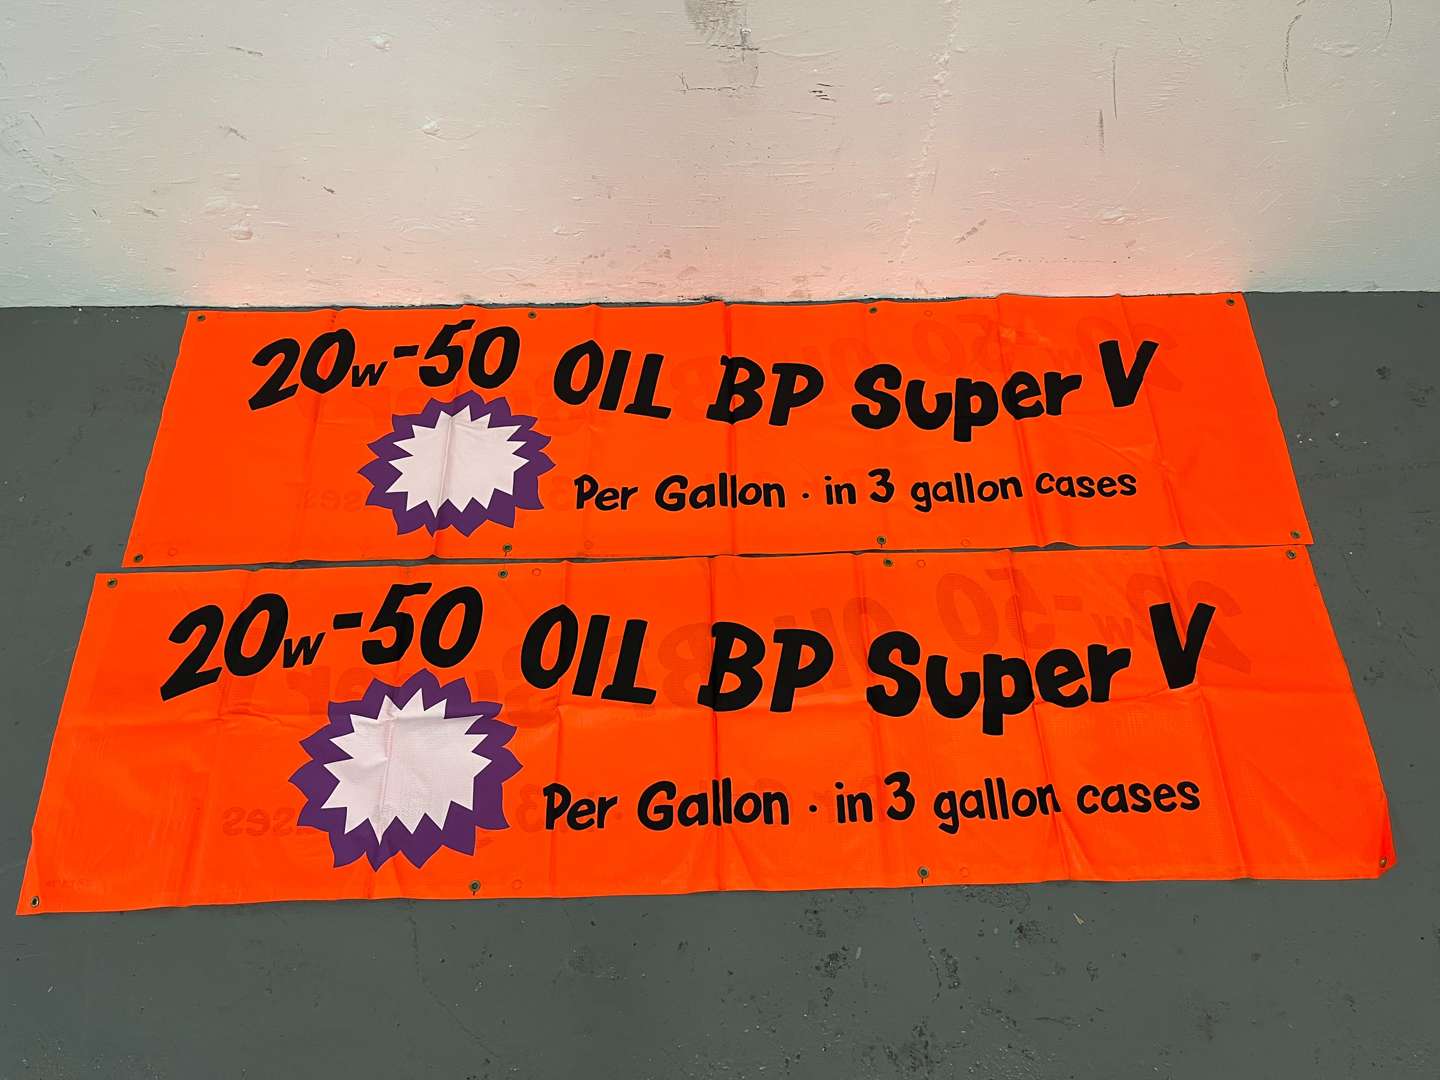 20w-50 OIL BP Super V
Per Gallon · in 3 gallon cases
20w-50 OIL BP Super V
Per Gallon · in 3 gallon cases